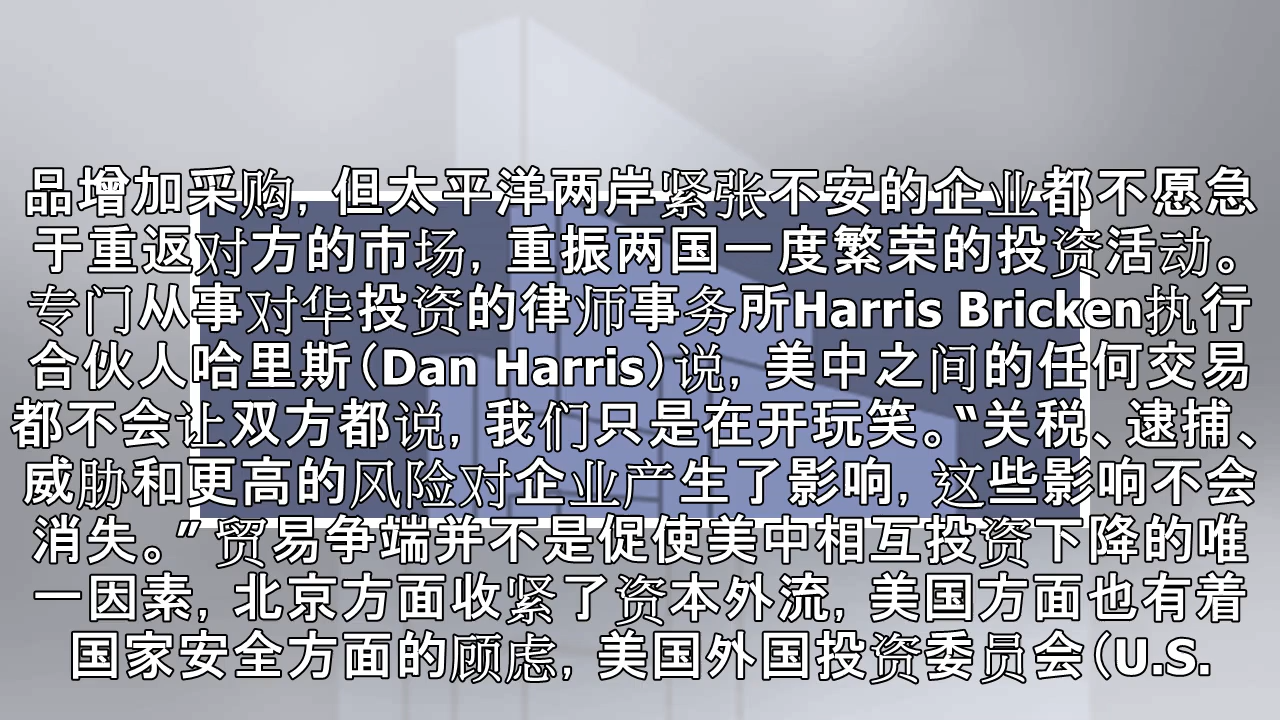 品增加采购，但太平洋两岸紧张不安的企业都不愿急
于重返对方的市场，重振两国一度繁荣的投资活动。
专门从事对华投资的律师事务所Harris Bricken执行
合伙人哈里斯（Dan Harris）说，美中之间的任何交易
都不会让双方都说，我们只是在开玩笑。“关税、逮捕、
威胁和更高的风险对企业产生了影响，这些影响不会
消失。”贸易争端并不是促使美中相互投资下降的唯
一因素，北京方面收紧了资本外流，美国方面也有着
国家安全方面的顾虑，美国外国投资委员会（U.S.